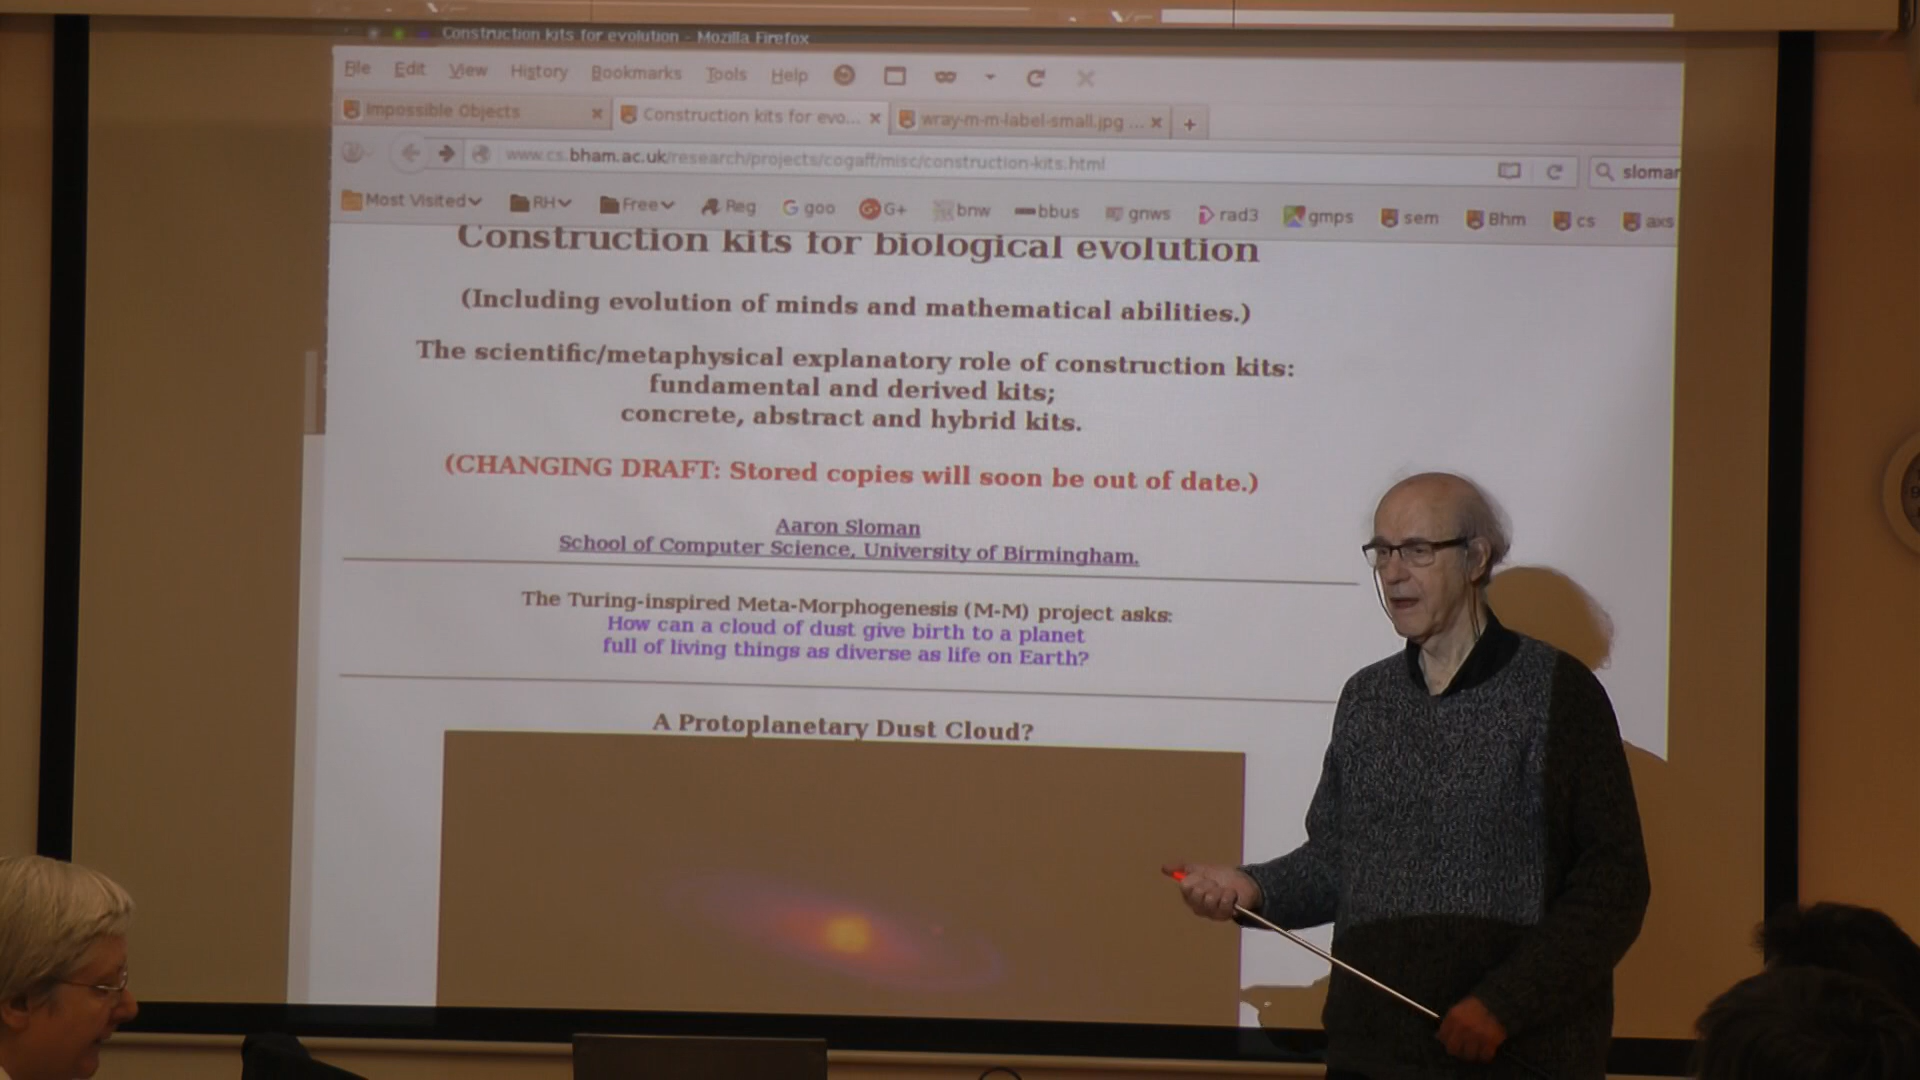 Construction kits for evolution - Mozilla Firefox
File Edit View History Bookmarks Tools Help
Impossible Objects
Construction kits for evo...
wray-m-m-label-small.jpg ...
www.cs.bham.ac.uk/research/projects/cogaff/misc/construction-kits.html
sloman
Most Visited RH Free Reg goo G+ bnw bbus gnws rad3 gmps sem Bhm cs axs
Construction kits for biological evolution
(Including evolution of minds and mathematical abilities.)
The scientific/metaphysical explanatory role of construction kits:
fundamental and derived kits;
concrete, abstract and hybrid kits.
(CHANGING DRAFT: Stored copies will soon be out of date.)
Aaron Sloman
School of Computer Science, University of Birmingham.
The Turing-inspired Meta-Morphogenesis (M-M) project asks:
How can a cloud of dust give birth to a planet
full of living things as diverse as life on Earth?
A Protoplanetary Dust Cloud?